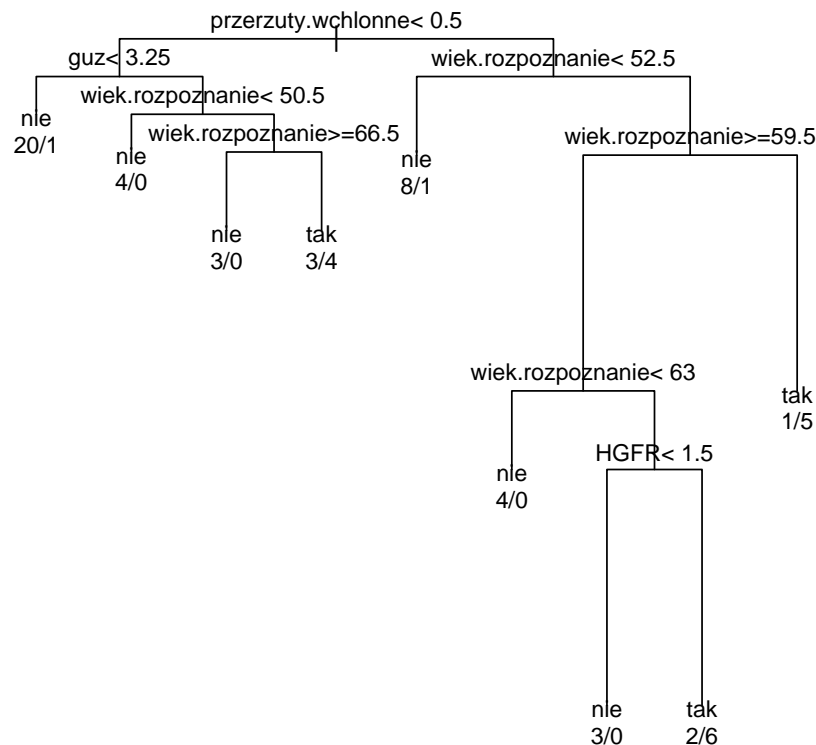 przerzuty.wchlonne< 0.5
guz< 3.25
wiek.rozpoznanie< 52.5
wiek.rozpoznanie< 50.5
nie
20/1
wiek.rozpoznanie>=66.5
wiek.rozpoznanie>=59.5
nie
4/0
nie
8/1
nie
3/0
tak
3/4
wiek.rozpoznanie< 63
tak
1/5
HGFR< 1.5
nie
4/0
nie
3/0
tak
2/6